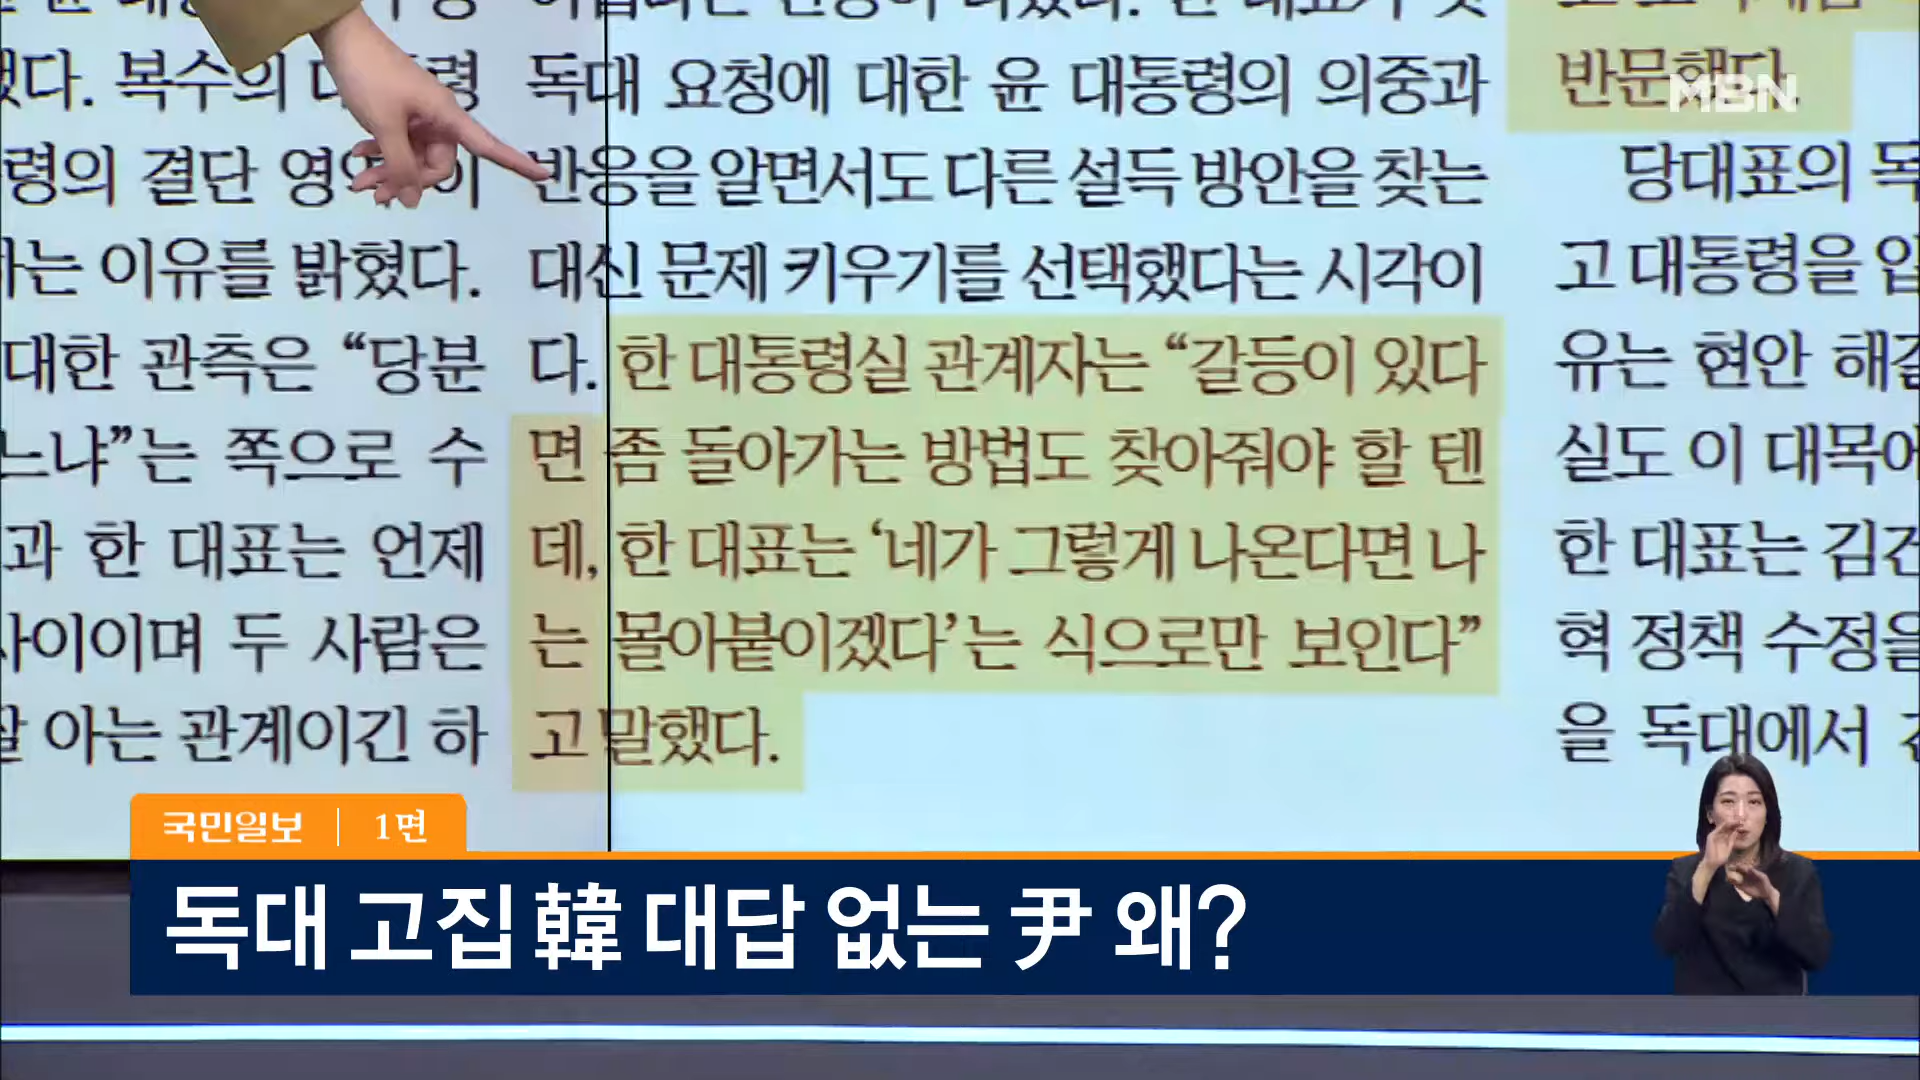 했다. 복수의
령의 결단
하는 이유를 밝혔다.
대한 관측은 “당분
느냐”는 쪽으로 수
과 한 대표는 언제
사이이며 두 사람은
잘 아는 관계이긴 하
독대 요청에 대한 윤 대통령의 의중과
반응을 알면서도 다른 설득 방안을 찾는
대신 문제 키우기를 선택했다는 시각이
다. 한 대통령실 관계자는 “갈등이 있다
면 좀 돌아가는 방법도 찾아줘야 할 텐
데, 한 대표는 ‘네가 그렇게 나온다면 나
는 몰아붙이겠다’는 식으로만 보인다”
고 말했다.
반문했다.
당대표의 독
고 대통령을 압
유는 현안 해결
실도 이 대목에
한 대표는 김건
혁 정책 수정을
을 독대에서
MBN
국민일보 | 1면
독대 고집 韓 대답 없는 尹 왜?